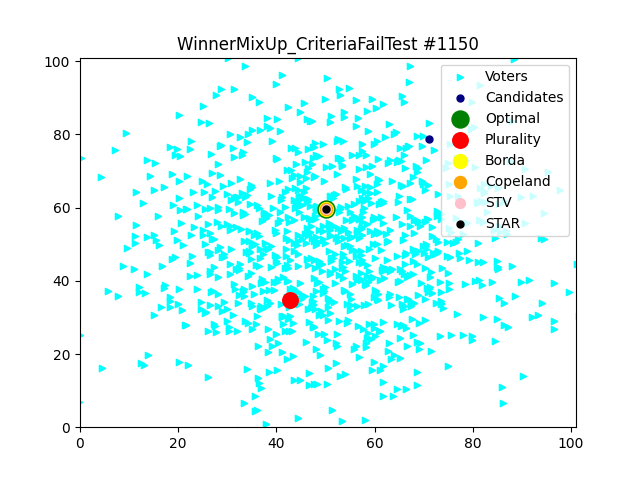 WinnerMixUp_CriteriaFailTest #1150
100
80
60
40
20
0
0
20
40
60
80
100
Voters
Candidates
Optimal
Plurality
Borda
Copeland
STV
STAR